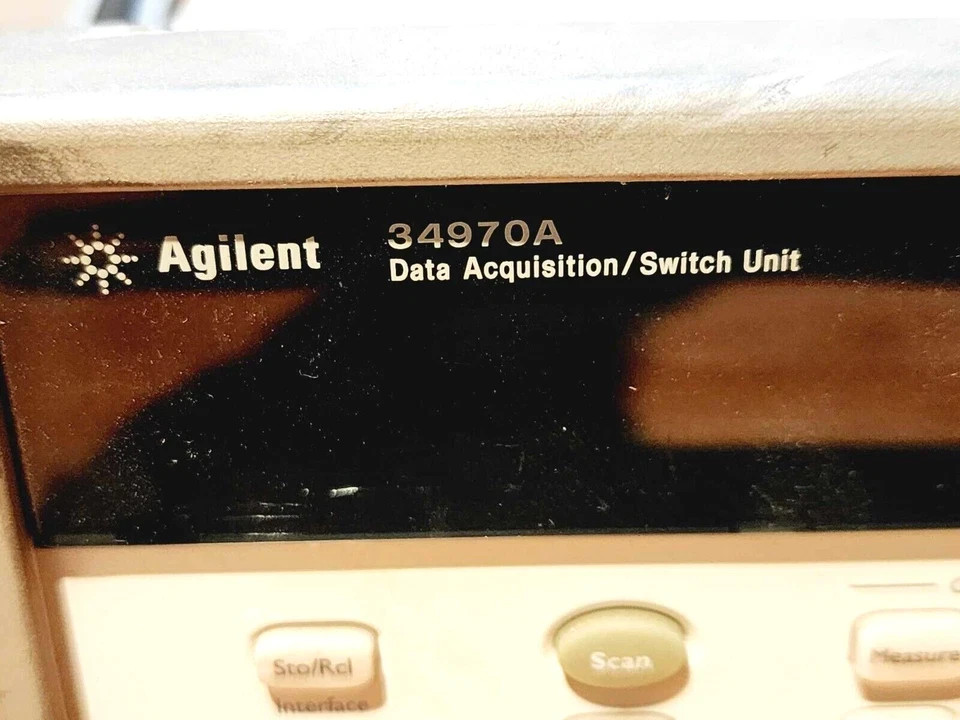 Agilent
34970A
Data Acquisition/Switch Unit
Sto/Rcl
Scan
Measure
Interface